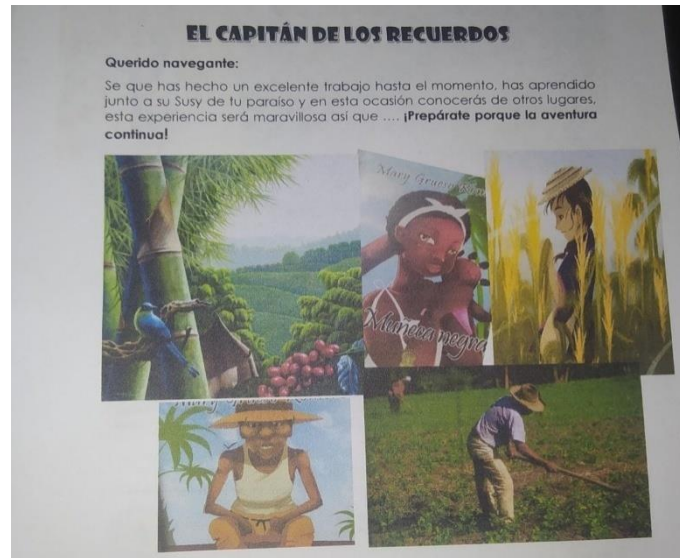 EL CAPITÁN DE LOS RECUERDOS
Querido navegante:
Se que has hecho un excelente trabajo hasta el momento, has aprendido
junto a su Susy de tu paraíso y en esta ocasión conocerás de otros lugares,
esta experiencia será maravillosa así que .... ¡Prepárate porque la aventura
continua!
Mary Grueso
Muñeca negra